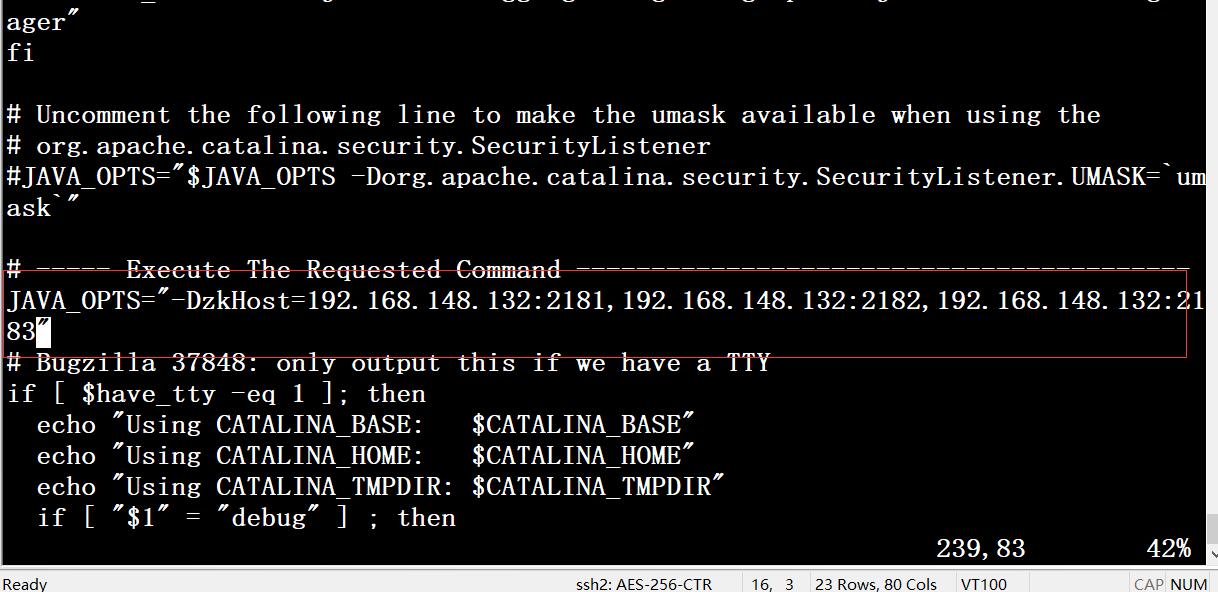 ager"
fi
# Uncomment the following line to make the umask available when using the
# org.apache.catalina.security.SecurityListener
#JAVA_OPTS="$JAVA_OPTS -Dorg.apache.catalina.security.SecurityListener.UMASK=`um
ask`"
# ----- Execute The Requested Command -----------------------------------------
JAVA_OPTS="-DzkHost=192.168.148.132:2181,192.168.148.132:2182,192.168.148.132:21
83"
# Bugzilla 37848: only output this if we have a TTY
if [ $have_tty -eq 1 ]; then
  echo "Using CATALINA_BASE:   $CATALINA_BASE"
  echo "Using CATALINA_HOME:   $CATALINA_HOME"
  echo "Using CATALINA_TMPDIR: $CATALINA_TMPDIR"
  if [ "$1" = "debug" ] ; then
239,83 42%
Ready ssh2: AES-256-CTR 16, 3 23 Rows, 80 Cols VT100 CAP NUM